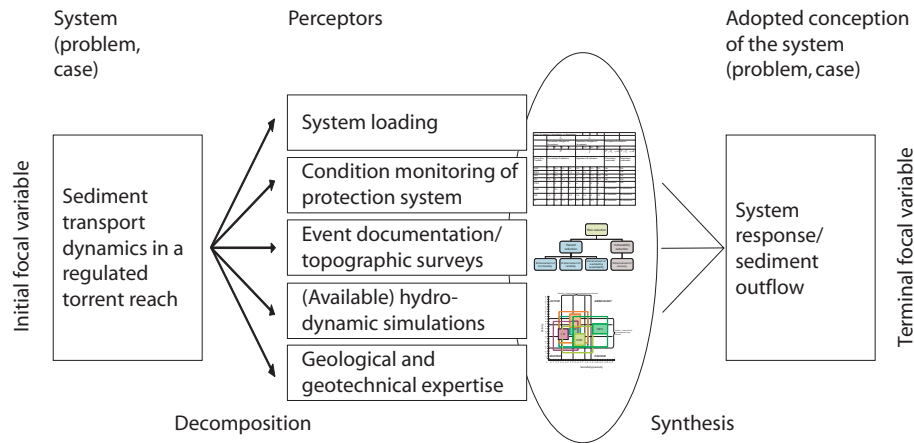 System
(problem,
case)
Perceptors
Adopted conception
of the system
(problem, case)
Initial focal variable
Sediment
transport
dynamics in a
regulated
torrent reach
System loading
Condition monitoring of
protection system
Event documentation/
topographic surveys
(Available) hydro-
dynamic simulations
Geological and
geotechnical expertise
System
response/
sediment
outflow
Terminal focal variable
Decomposition
Synthesis